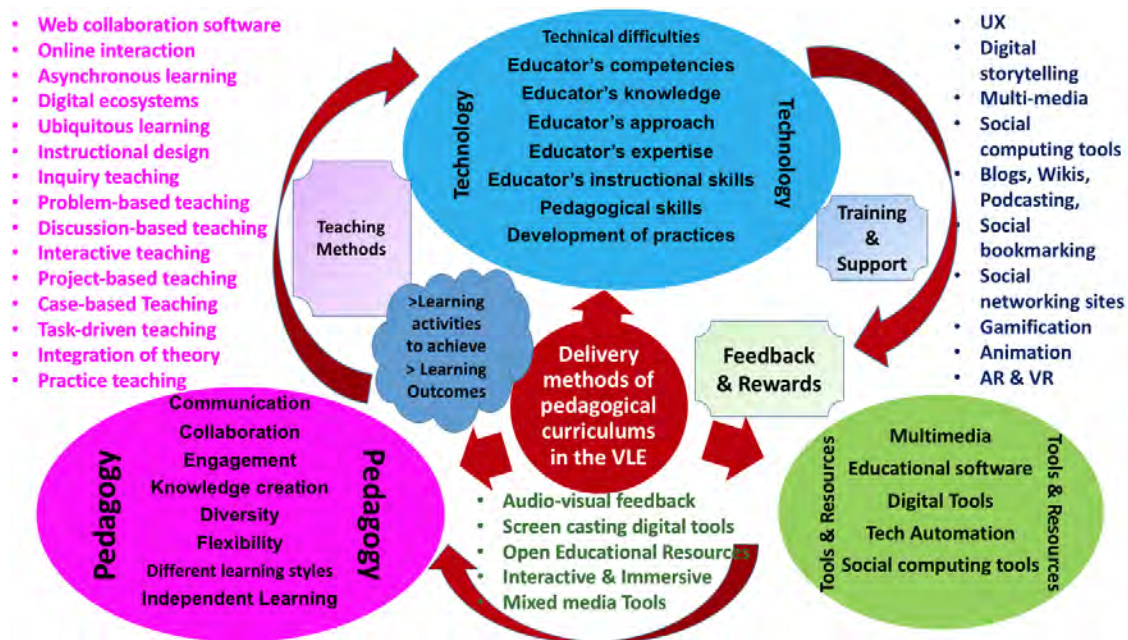 • Web collaboration software
• Online interaction
• Asynchronous learning
• Digital ecosystems
• Ubiquitous learning
• Instructional design
• Inquiry teaching
• Problem-based teaching
• Discussion-based teaching
• Interactive teaching
• Project-based teaching
• Case-based Teaching
• Task-driven teaching
• Integration of theory
• Practice teaching
Technology
Technical difficulties
Educator's competencies
Educator's knowledge
Educator's approach
Educator's expertise
Educator's instructional skills
Pedagogical skills
Development of practices
Technology
• UX
• Digital
storytelling
• Multi-media
• Social
computing tools
• Blogs, Wikis,
Podcasting,
• Social
bookmarking
• Social
networking sites
• Gamification
• Animation
• AR & VR
Teaching
Methods
Training
&
Support
>Learning
activities
to achieve
> Learning
Outcomes
Delivery
methods of
pedagogical
curriculums
in the VLE
Feedback
& Rewards
Pedagogy
Communication
Collaboration
Engagement
Knowledge creation
Diversity
Flexibility
Different learning styles
Independent Learning
Pedagogy
• Audio-visual feedback
• Screen casting digital tools
• Open Educational Resources
• Interactive & Immersive
• Mixed media Tools
Tools & Resources
Multimedia
Educational software
Digital Tools
Tech Automation
Social computing tools
Tools & Resources